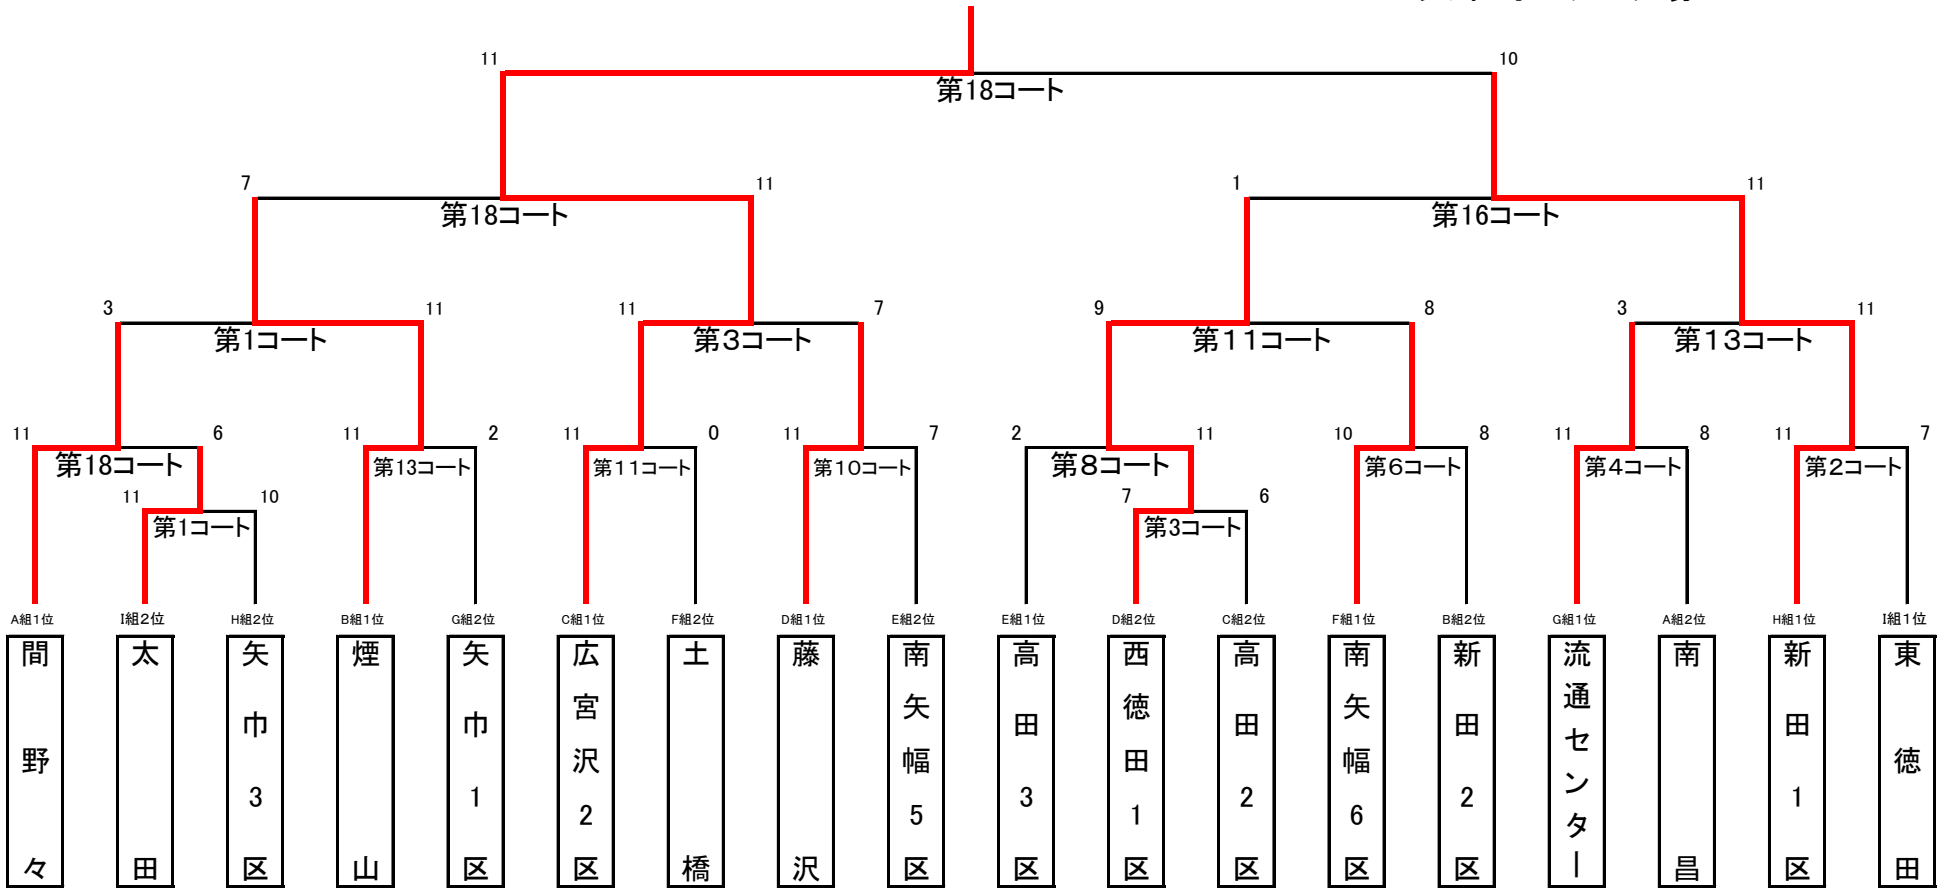 11 10
第18コート
7 11 1 11
第18コート 第16コート
3 11 11 7 9 8 3 11
第1コート 第3コート 第11コート 第13コート
11 6 11 2 11 0 11 7 2 11 10 8 11 8 11 7
第18コート 第13コート 第11コート 第10コート 第8コート 第6コート 第4コート 第2コート
11 10 7 6
第1コート 第3コート
A組1位 I組2位 H組2位 B組1位 G組2位 C組1位 F組2位 D組1位 E組2位 E組1位 D組2位 C組2位 F組1位 B組2位 G組1位 A組2位 H組1位 I組1位
間野々
太田
矢巾3区
煙山
矢巾1区
広宮沢2区
土橋
藤沢
南矢幅5区
高田3区
西徳田1区
高田2区
南矢幅6区
新田2区
流通センター
南昌
新田1区
東徳田